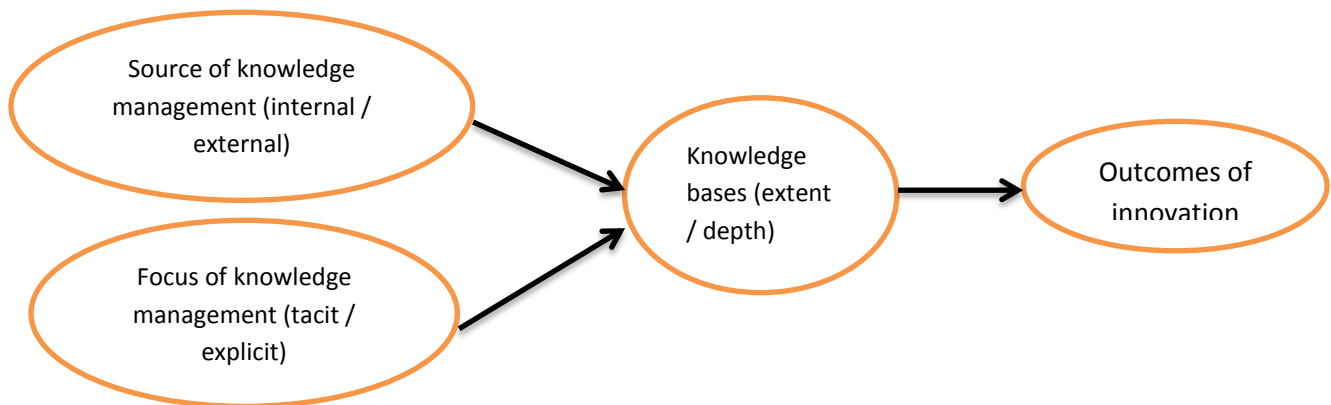 Source of knowledge
management (internal /
external)
Focus of knowledge
management (tacit /
explicit)
Knowledge
bases (extent
/ depth)
Outcomes of
innovation